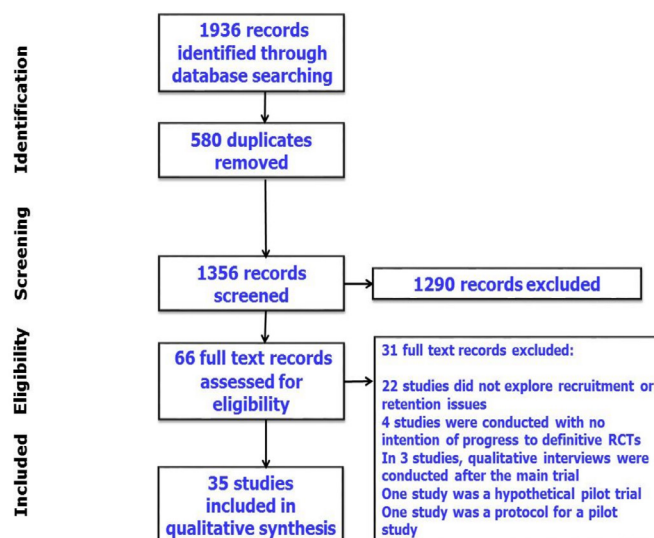 Identification
1936 records
identified through
database searching
580 duplicates
removed
Screening
1356 records
screened
1290 records excluded
Eligibility
66 full text records
assessed for
eligibility
31 full text records excluded:
22 studies did not explore recruitment or
retention issues
4 studies were conducted with no
intention of progress to definitive RCTs
In 3 studies, qualitative interviews were
conducted after the main trial
One study was a hypothetical pilot trial
One study was a protocol for a pilot
study
Included
35 studies
included in
qualitative synthesis